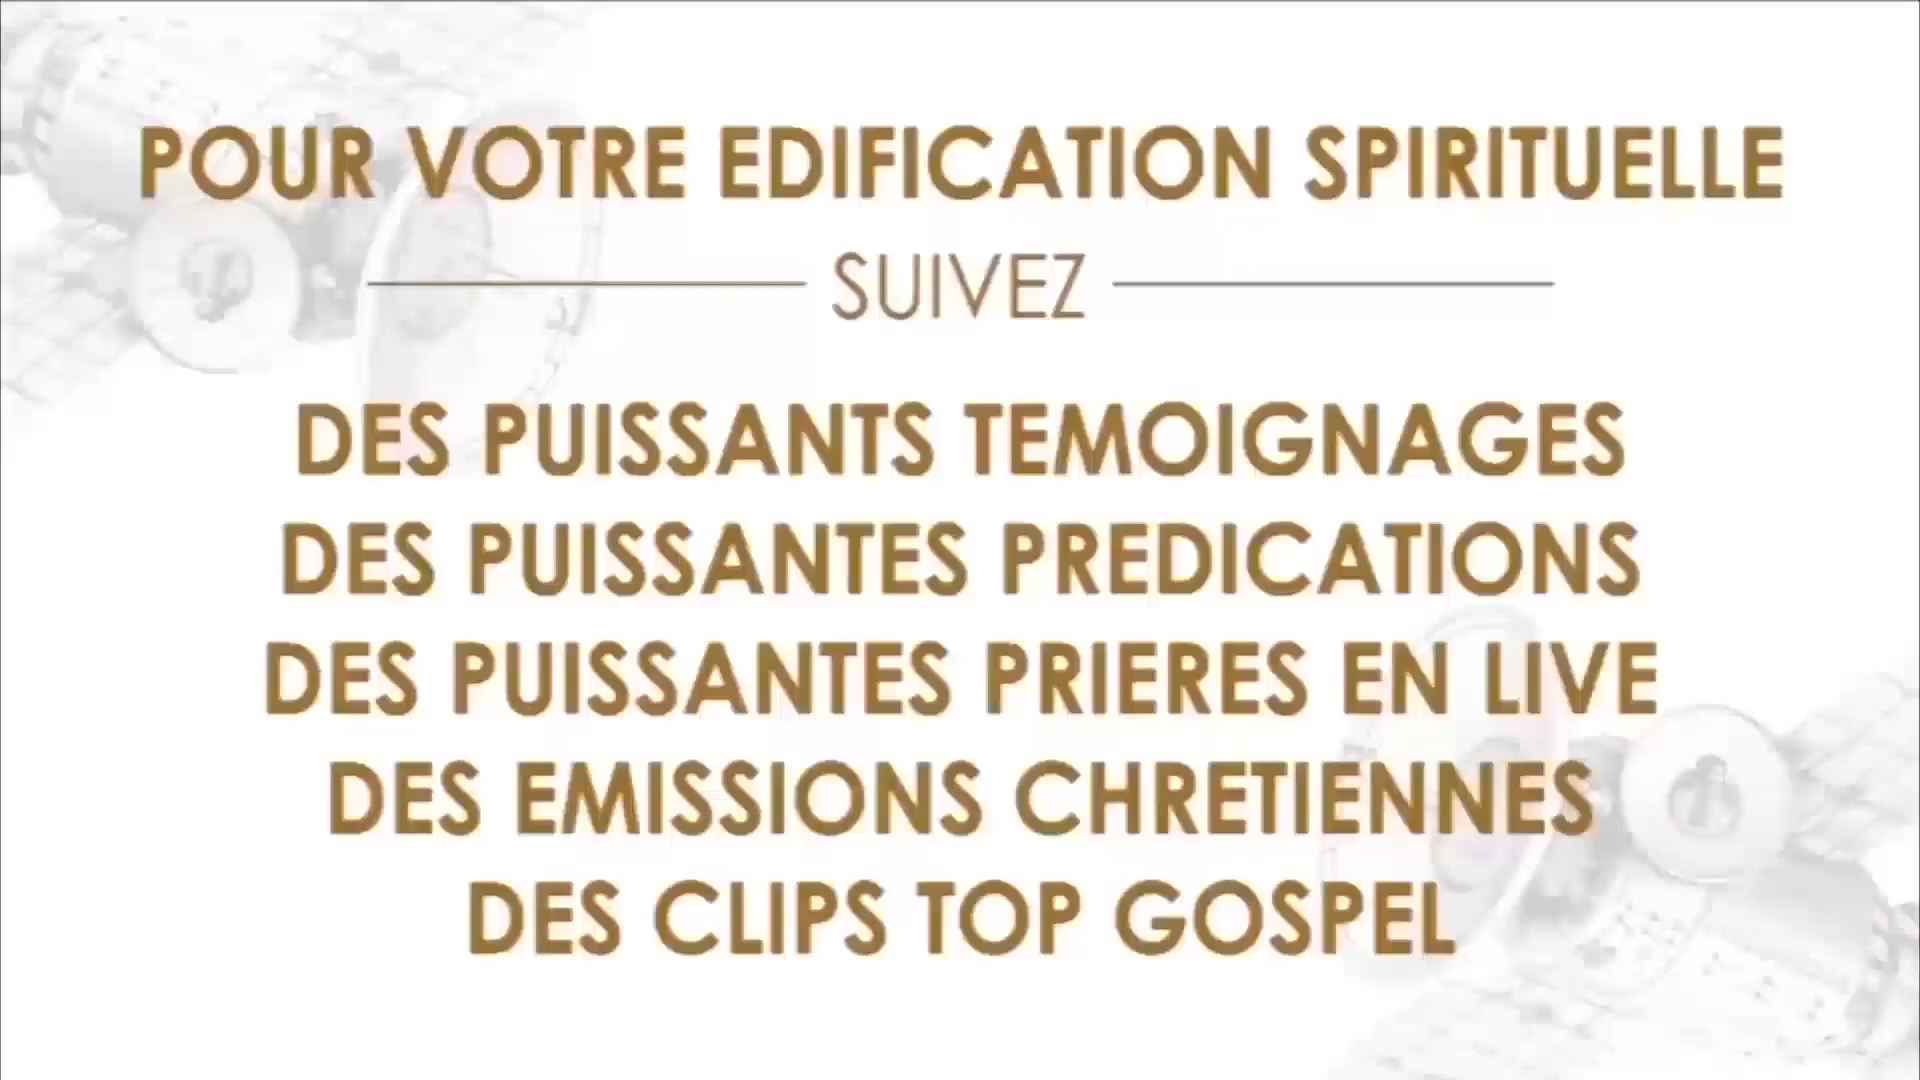 POUR VOTRE EDIFICATION SPIRITUELLE
SUIVEZ
DES PUISSANTS TEMOIGNAGES
DES PUISSANTES PREDICATIONS
DES PUISSANTES PRIERES EN LIVE
DES EMISSIONS CHRETIENNES
DES CLIPS TOP GOSPEL